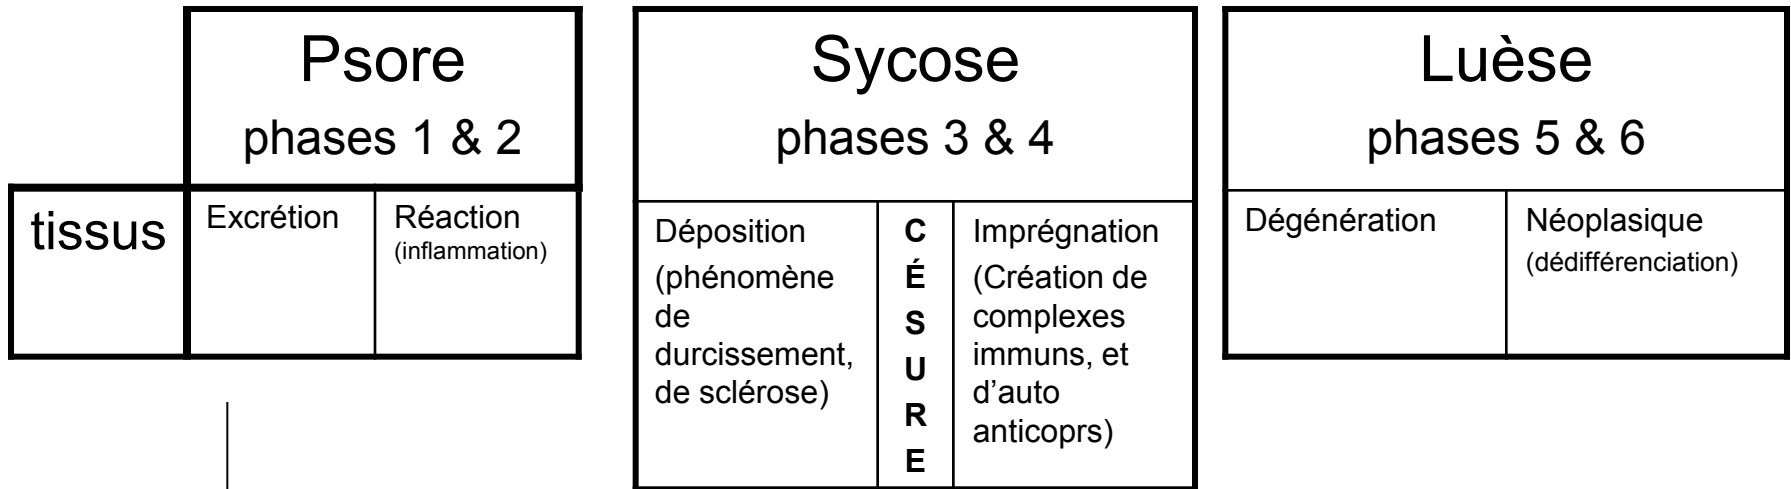 Psore
phases 1 & 2
Sycose
phases 3 & 4
Luèse
phases 5 & 6
tissus
Excrétion
Réaction
(inflammation)
Déposition
(phénomène
de
durcissement,
de sclérose)
C
É
S
U
R
E
Imprégnation
(Création de
complexes
immuns, et
d’auto
anticoprs)
Dégénération
Néoplasique
(dédifférenciation)